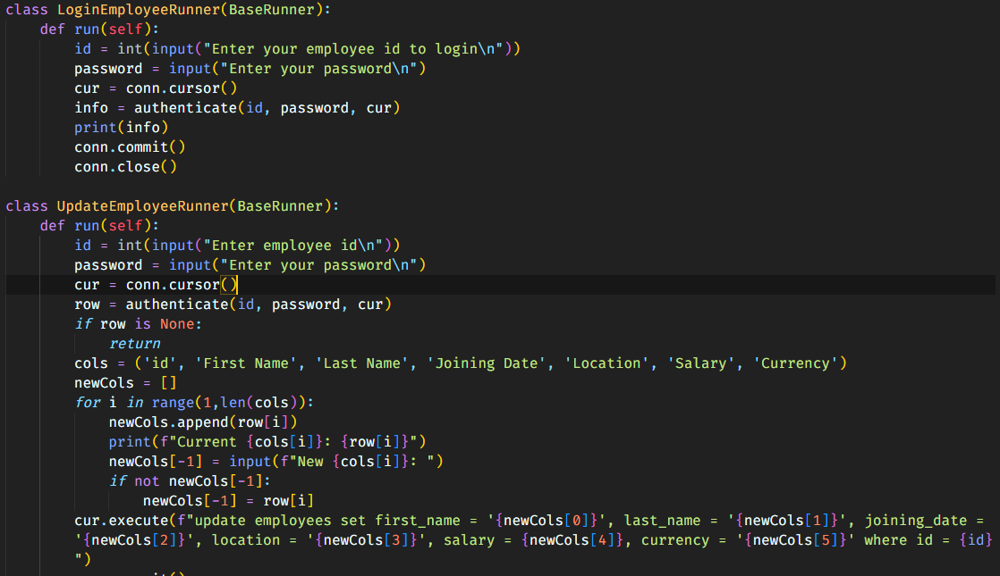 class LoginEmployeeRunner(BaseRunner):
    def run(self):
        id = int(input("Enter your employee id to login\n"))
        password = input("Enter your password\n")
        cur = conn.cursor()
        info = authenticate(id, password, cur)
        print(info)
        conn.commit()
        conn.close()

class UpdateEmployeeRunner(BaseRunner):
    def run(self):
        id = int(input("Enter employee id\n"))
        password = input("Enter your password\n")
        cur = conn.cursor()
        row = authenticate(id, password, cur)
        if row is None:
            return
        cols = ('id', 'First Name', 'Last Name', 'Joining Date', 'Location', 'Salary', 'Currency')
        newCols = []
        for i in range(1,len(cols)):
            newCols.append(row[i])
            print(f"Current {cols[i]}: {row[i]}")
            newCols[-1] = input(f"New {cols[i]}: ")
            if not newCols[-1]:
                newCols[-1] = row[i]
        cur.execute(f"update employees set first_name = '{newCols[0]}', last_name = '{newCols[1]}', joining_date =
        '{newCols[2]}', location = '{newCols[3]}', salary = {newCols[4]}, currency = '{newCols[5]}' where id = {id}
        ")